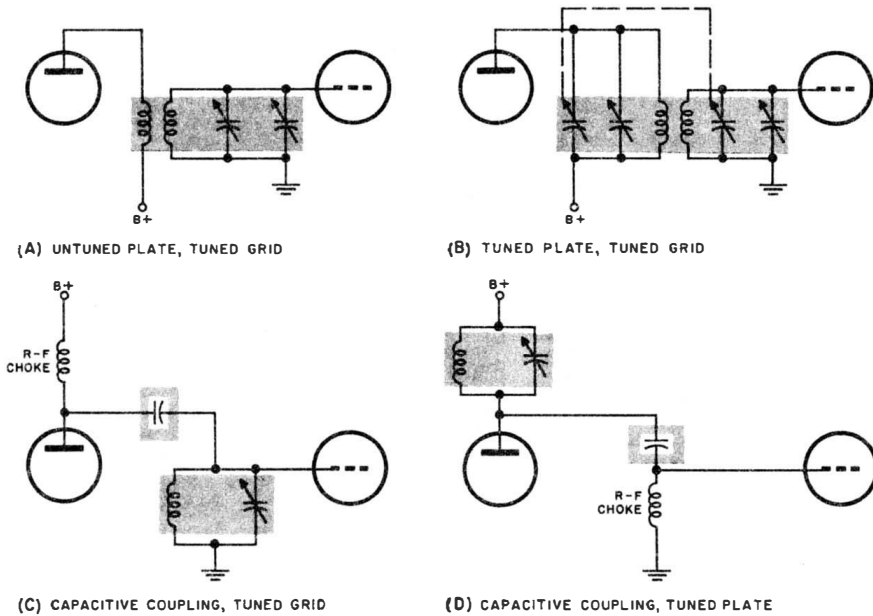 B+
B+
(A) UNTUNED PLATE, TUNED GRID
(B) TUNED PLATE, TUNED GRID
B+
R-F
CHOKE
B+
R-F
CHOKE
(C) CAPACITIVE COUPLING, TUNED GRID
(D) CAPACITIVE COUPLING, TUNED PLATE